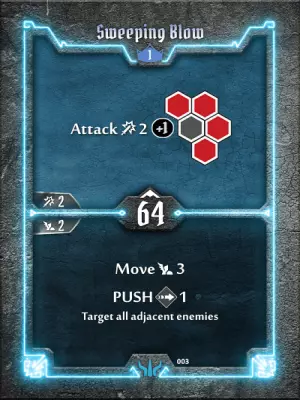 Sweeping Blow
1
Attack 2 +1
2
64
2
Move 3
PUSH 1
Target all adjacent enemies
003